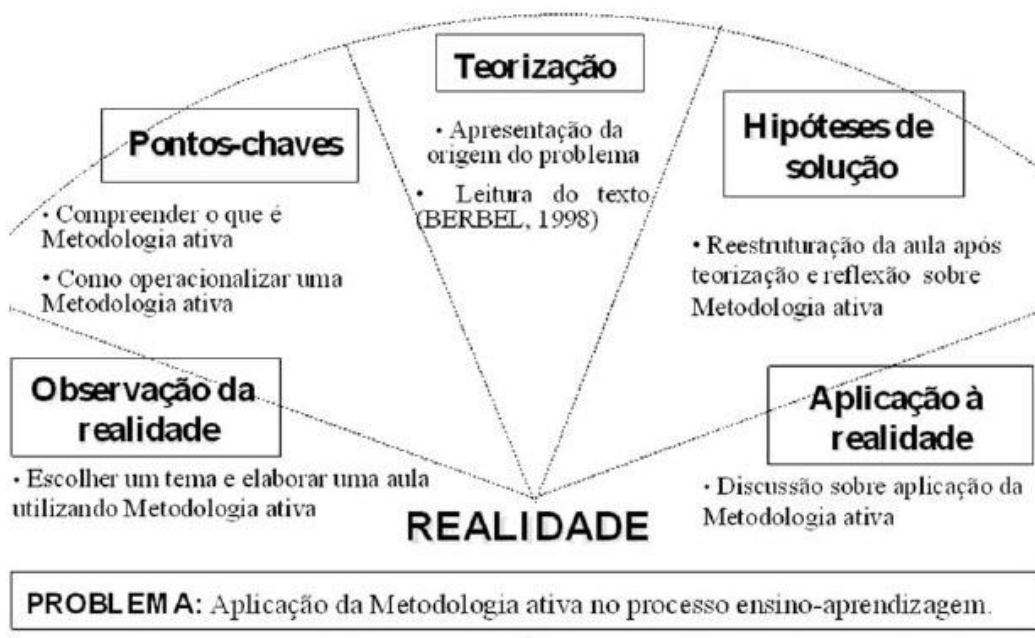 Teorização
• Apresentação da
origem do problema
• Leitura do texto
(BERBEL, 1998)
Pontos-chaves
• Compreender o que é
Metodologia ativa
• Como operacionalizar uma
Metodologia ativa
Hipóteses de
solução
• Reestruturação da aula após
teorização e reflexão sobre
Metodologia ativa
Observação da
realidade
• Escolher um tema e elaborar uma aula
utilizando Metodologia ativa
Aplicação à
realidade
• Discussão sobre aplicação da
Metodologia ativa
REALIDADE
PROBLEMA: Aplicação da Metodologia ativa no processo ensino-aprendizagem.